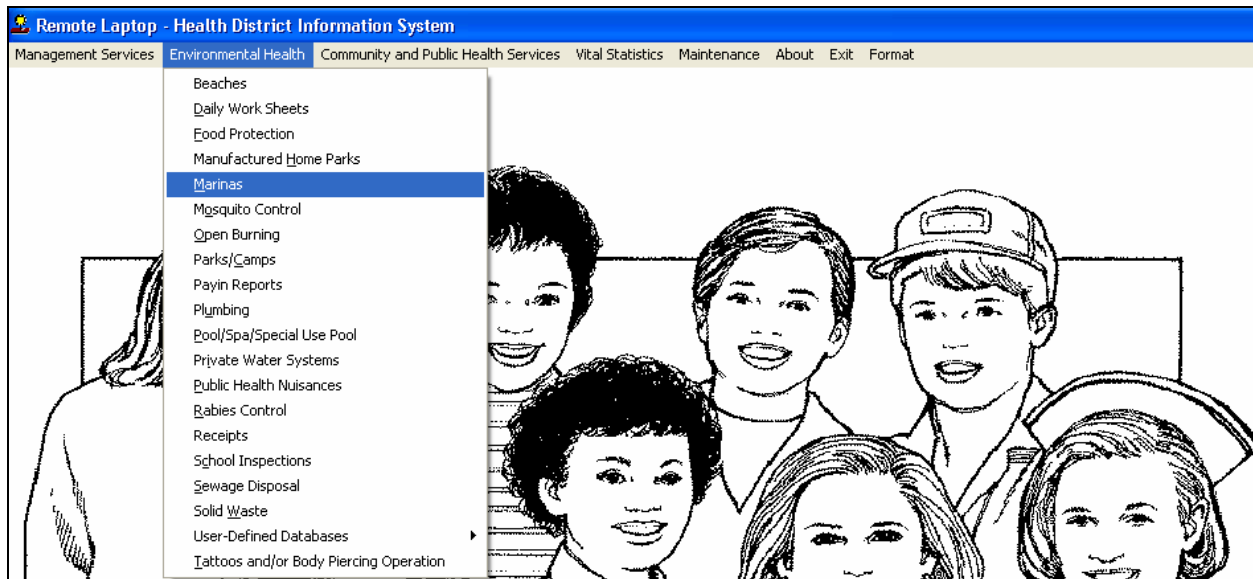 Remote Laptop - Health District Information System
Management Services Environmental Health Community and Public Health Services Vital Statistics Maintenance About Exit Format
Beaches
Daily Work Sheets
Food Protection
Manufactured Home Parks
Marinas
Mosquito Control
Open Burning
Parks/Camps
Payin Reports
Plumbing
Pool/Spa/Special Use Pool
Private Water Systems
Public Health Nuisances
Rabies Control
Receipts
School Inspections
Sewage Disposal
Solid Waste
User-Defined Databases
Tattoos and/or Body Piercing Operation